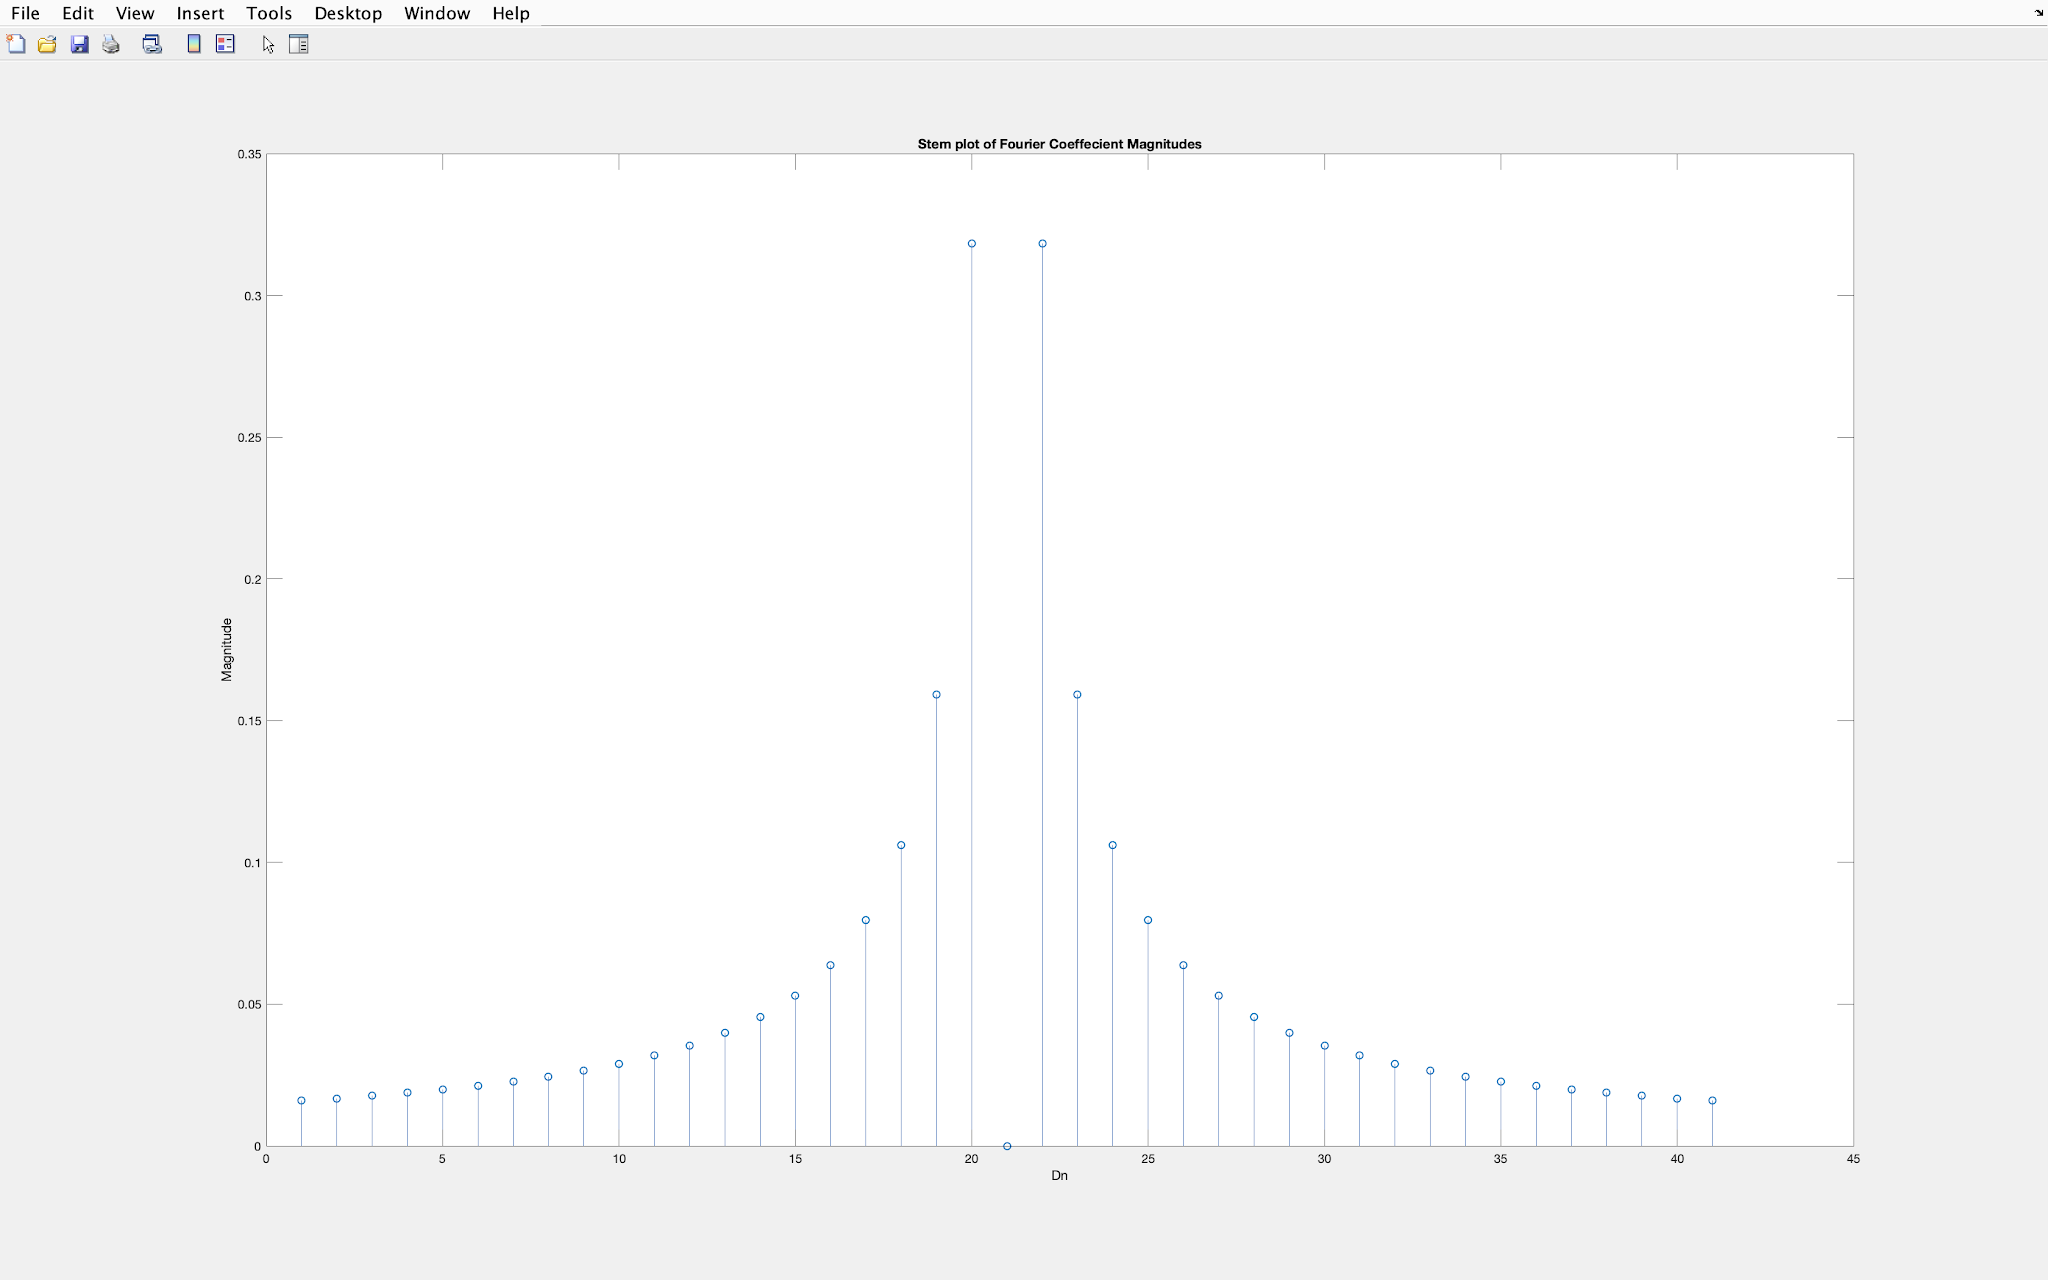 File Edit View Insert Tools Desktop Window Help
Stem plot of Fourier Coeffecient Magnitudes
0.35
0.3
0.25
0.2
0.15
0.1
0.05
0
Magnitude
0 5 10 15 20 25 30 35 40 45
Dn